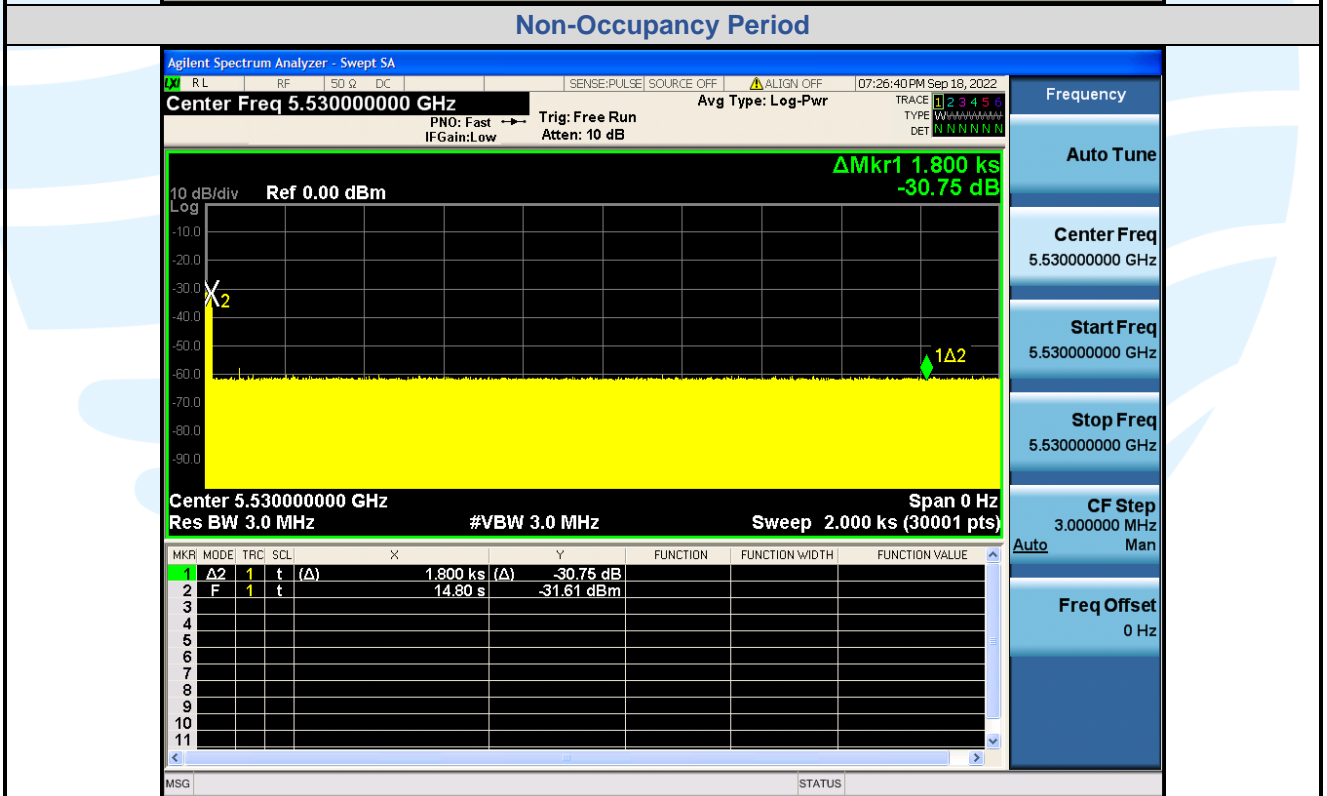 Non-Occupancy Period
Agilent Spectrum Analyzer - Swept SA
LXI RL RF 50 Ω DC SENSE:PULSE SOURCE OFF ALIGN OFF 07:26:40 PM Sep 18, 2022
Center Freq 5.530000000 GHz
PNO: Fast
IFGain:Low
Trig: Free Run
Atten: 10 dB
Avg Type: Log-Pwr
TRACE 1 2 3 4 5 6
TYPE WWWWWW
DET N N N N N N
ΔMkr1 1.800 ks
-30.75 dB
10 dB/div Ref 0.00 dBm
Log
-10.0
-20.0
-30.0
2
-40.0
-50.0
1Δ2
-60.0
-70.0
-80.0
-90.0
Center 5.530000000 GHz Span 0 Hz
Res BW 3.0 MHz #VBW 3.0 MHz Sweep 2.000 ks (30001 pts)
MKR MODE TRC SCL X Y FUNCTION FUNCTION WIDTH FUNCTION VALUE
1 Δ2 1 t (Δ) 1.800 ks (Δ) -30.75 dB
2 F 1 t 14.80 s -31.61 dBm
3
4
5
6
7
8
9
10
11
MSG STATUS
Frequency
Auto Tune
Center Freq
5.530000000 GHz
Start Freq
5.530000000 GHz
Stop Freq
5.530000000 GHz
CF Step
3.000000 MHz
Auto Man
Freq Offset
0 Hz